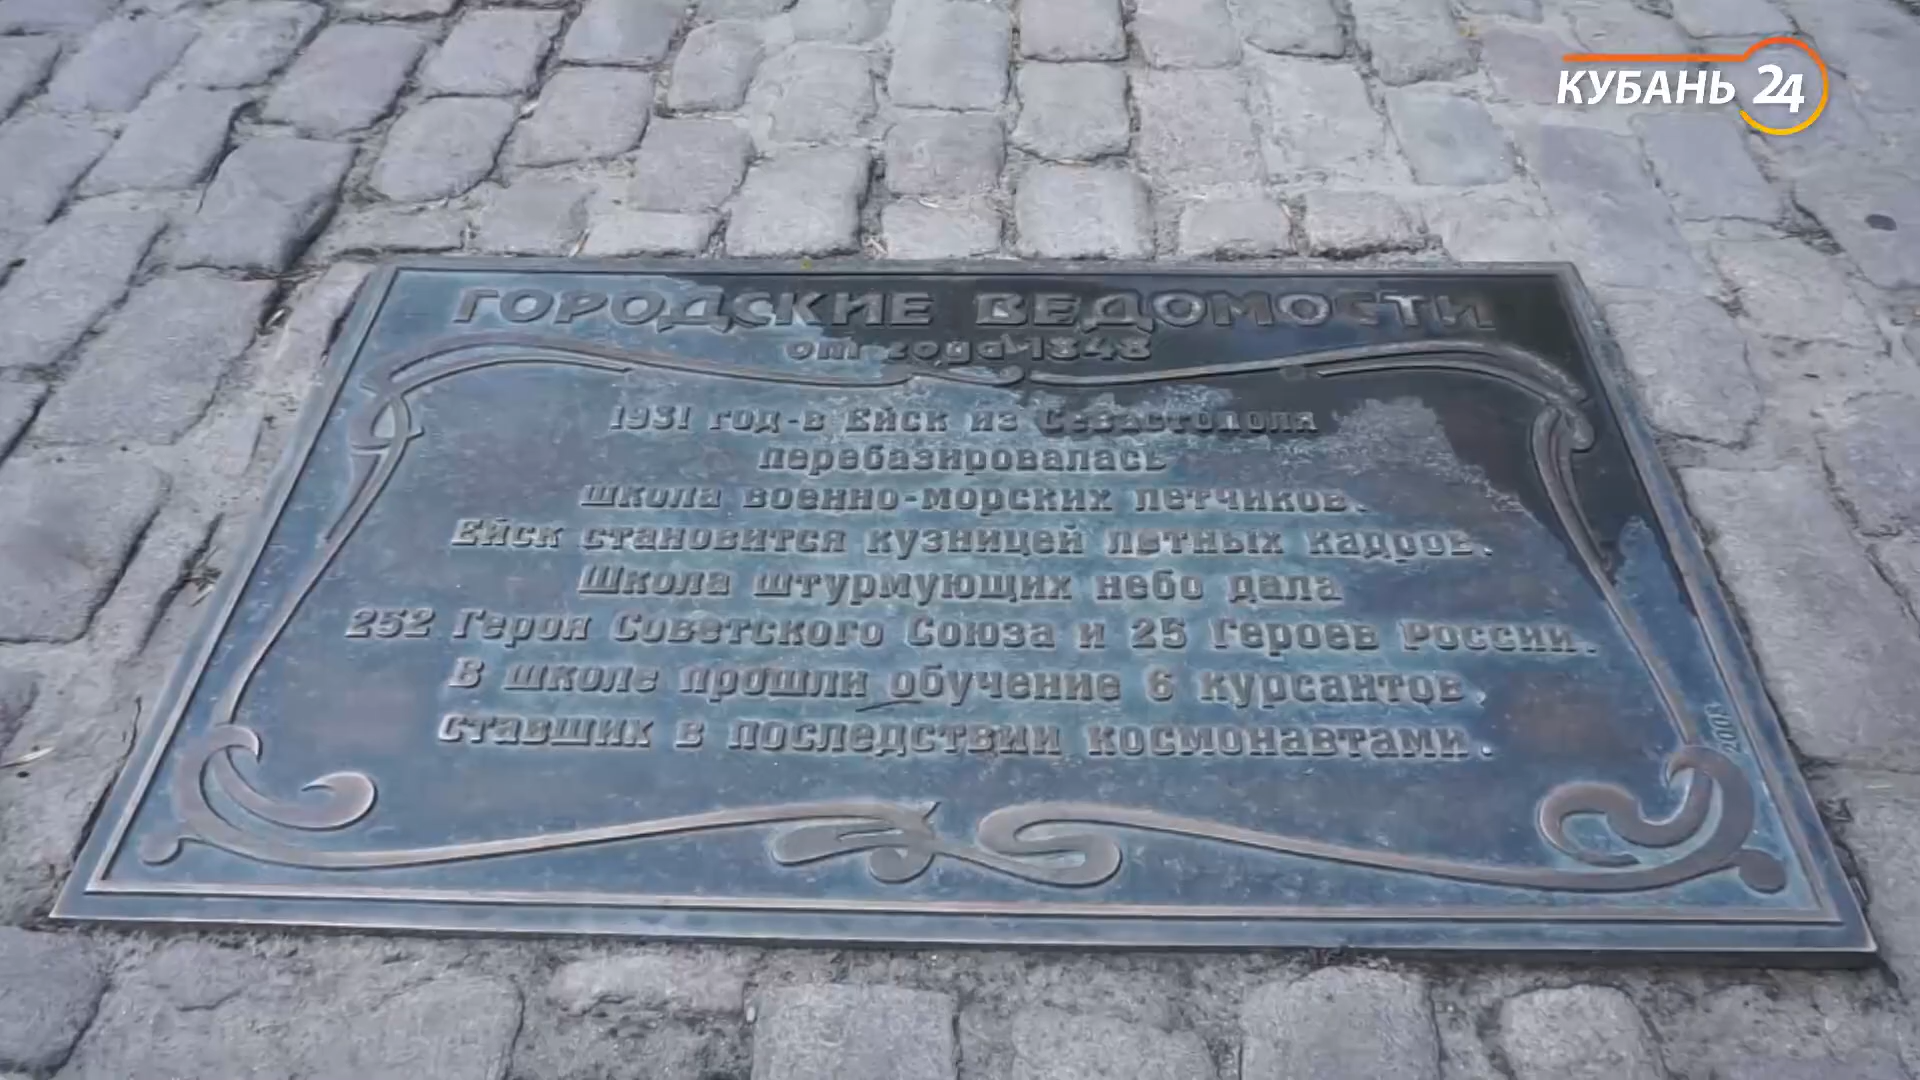 КУБАНЬ 24
ГОРОДСКИЕ ВЕДОМОСТИ
от года 1848
1931 год - в Ейск из Севастополя
перебазировалась
школа военно-морских летчиков.
Ейск становится кузницей летных кадров.
Школа штурмующих небо дала
252 Героя Советского Союза и 25 Героев России.
В школе прошли обучение 6 курсантов,
ставших в последствии космонавтами.
2008